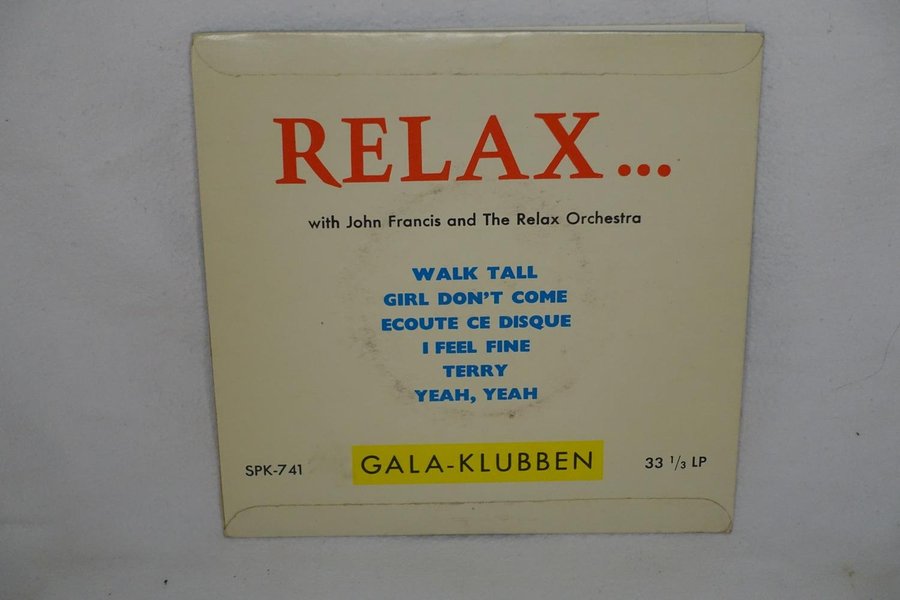 RELAX...
with John Francis and The Relax Orchestra
WALK TALL
GIRL DON'T COME
ECOUTE CE DISQUE
I FEEL FINE
TERRY
YEAH, YEAH
SPK-741 GALA-KLUBBEN 33 1/3 LP